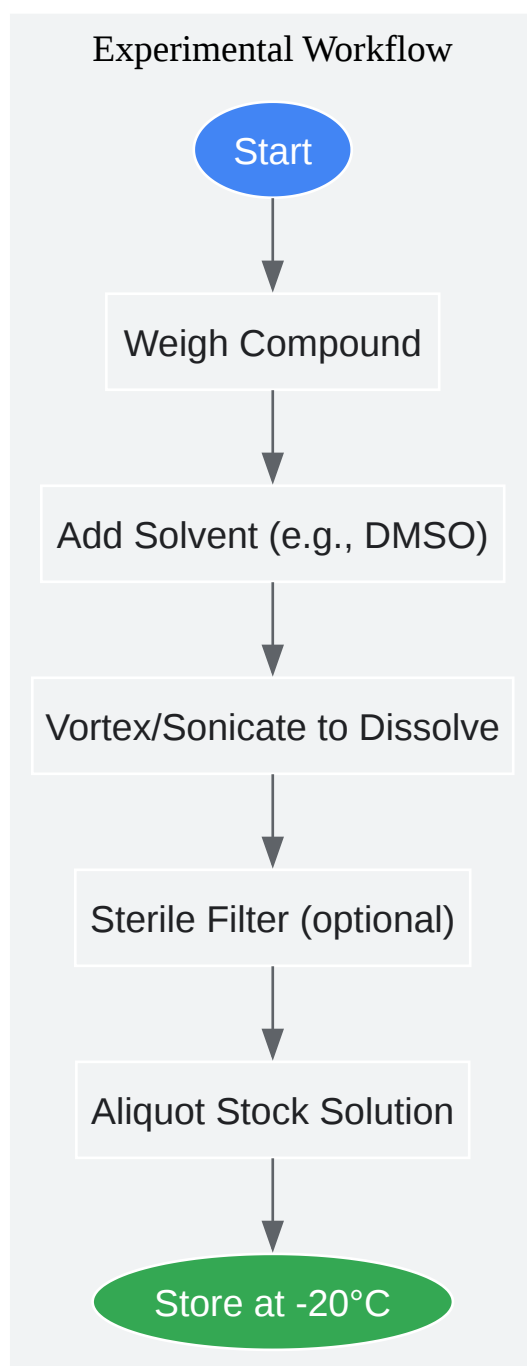 Experimental Workflow
Start
Weigh Compound
Add Solvent (e.g., DMSO)
Vortex/Sonicate to Dissolve
Sterile Filter (optional)
Aliquot Stock Solution
Store at -20°C